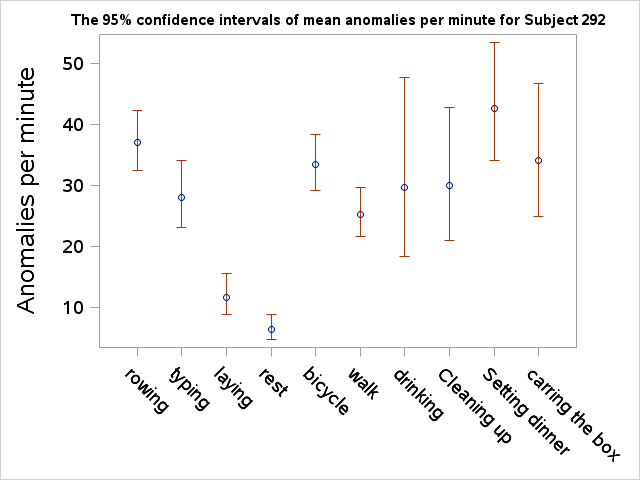 The 95% confidence intervals of mean anomalies per minute for Subject 292
Anomalies per minute
50
40
30
20
10
rowing
typing
laying
rest
bicycle
walk
drinking
Cleaning up
Setting dinner
carring the box